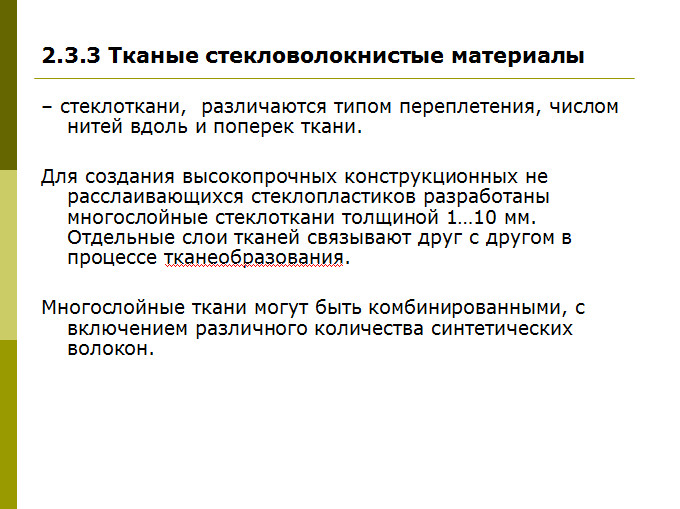 2.3.3 Тканые стекловолокнистые материалы
– стеклоткани, различаются типом переплетения, числом
нитей вдоль и поперек ткани.
Для создания высокопрочных конструкционных не
расслаивающихся стеклопластиков разработаны
многослойные стеклоткани толщиной 1…10 мм.
Отдельные слои тканей связывают друг с другом в
процессе тканеобразования.
Многослойные ткани могут быть комбинированными, с
включением различного количества синтетических
волокон.